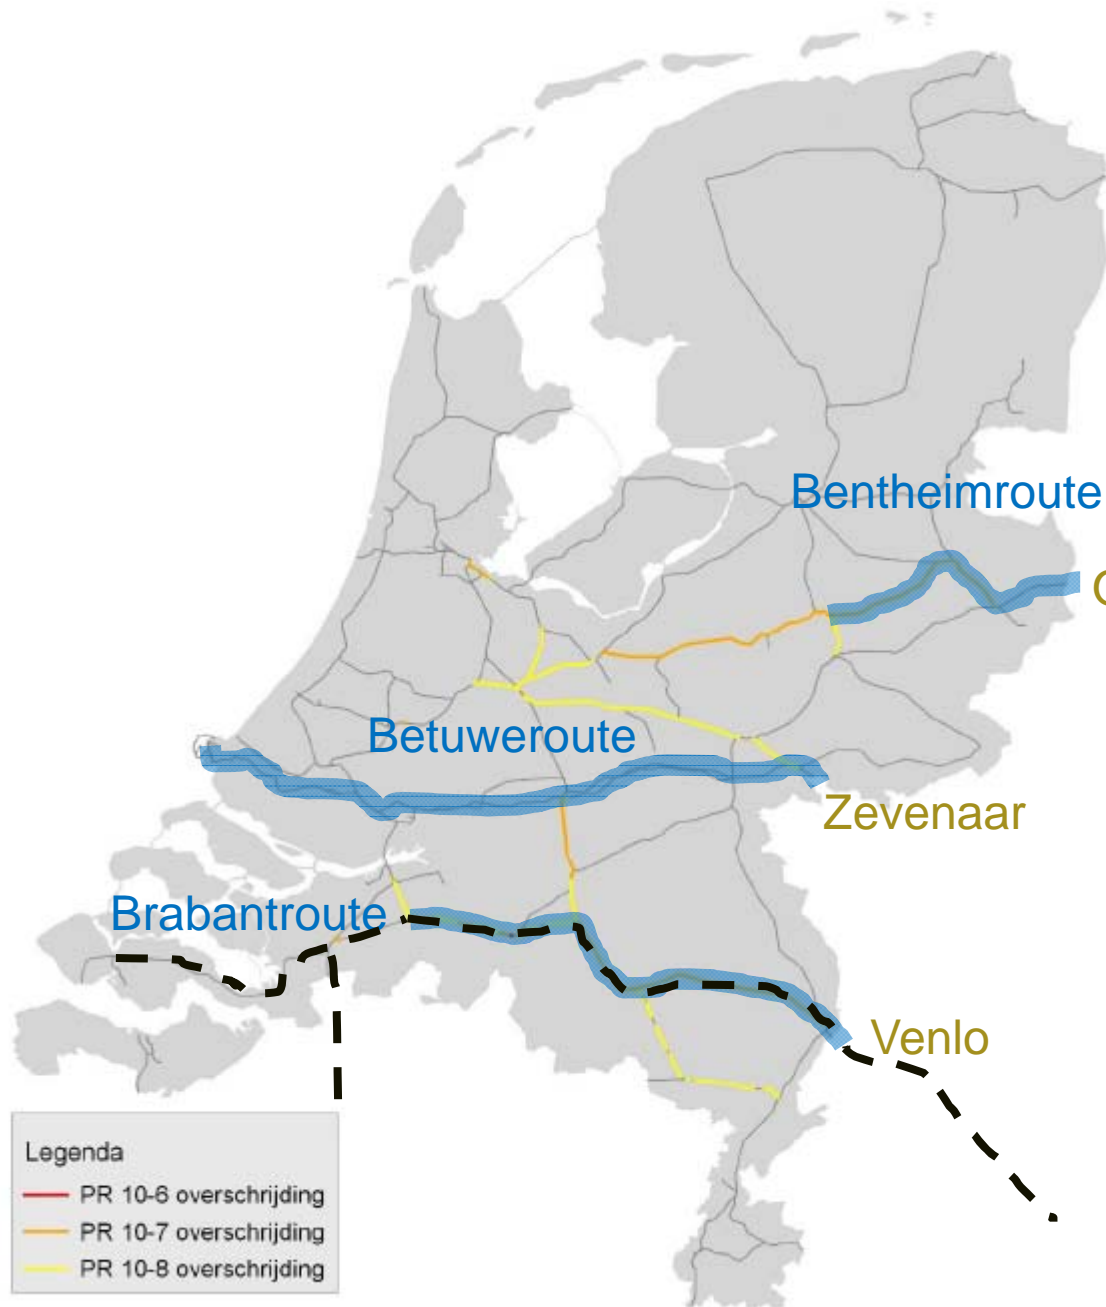 Bentheimroute
Betuweroute
Zevenaar
Brabantroute
Venlo
Legenda
PR 10-6 overschrijding
PR 10-7 overschrijding
PR 10-8 overschrijding